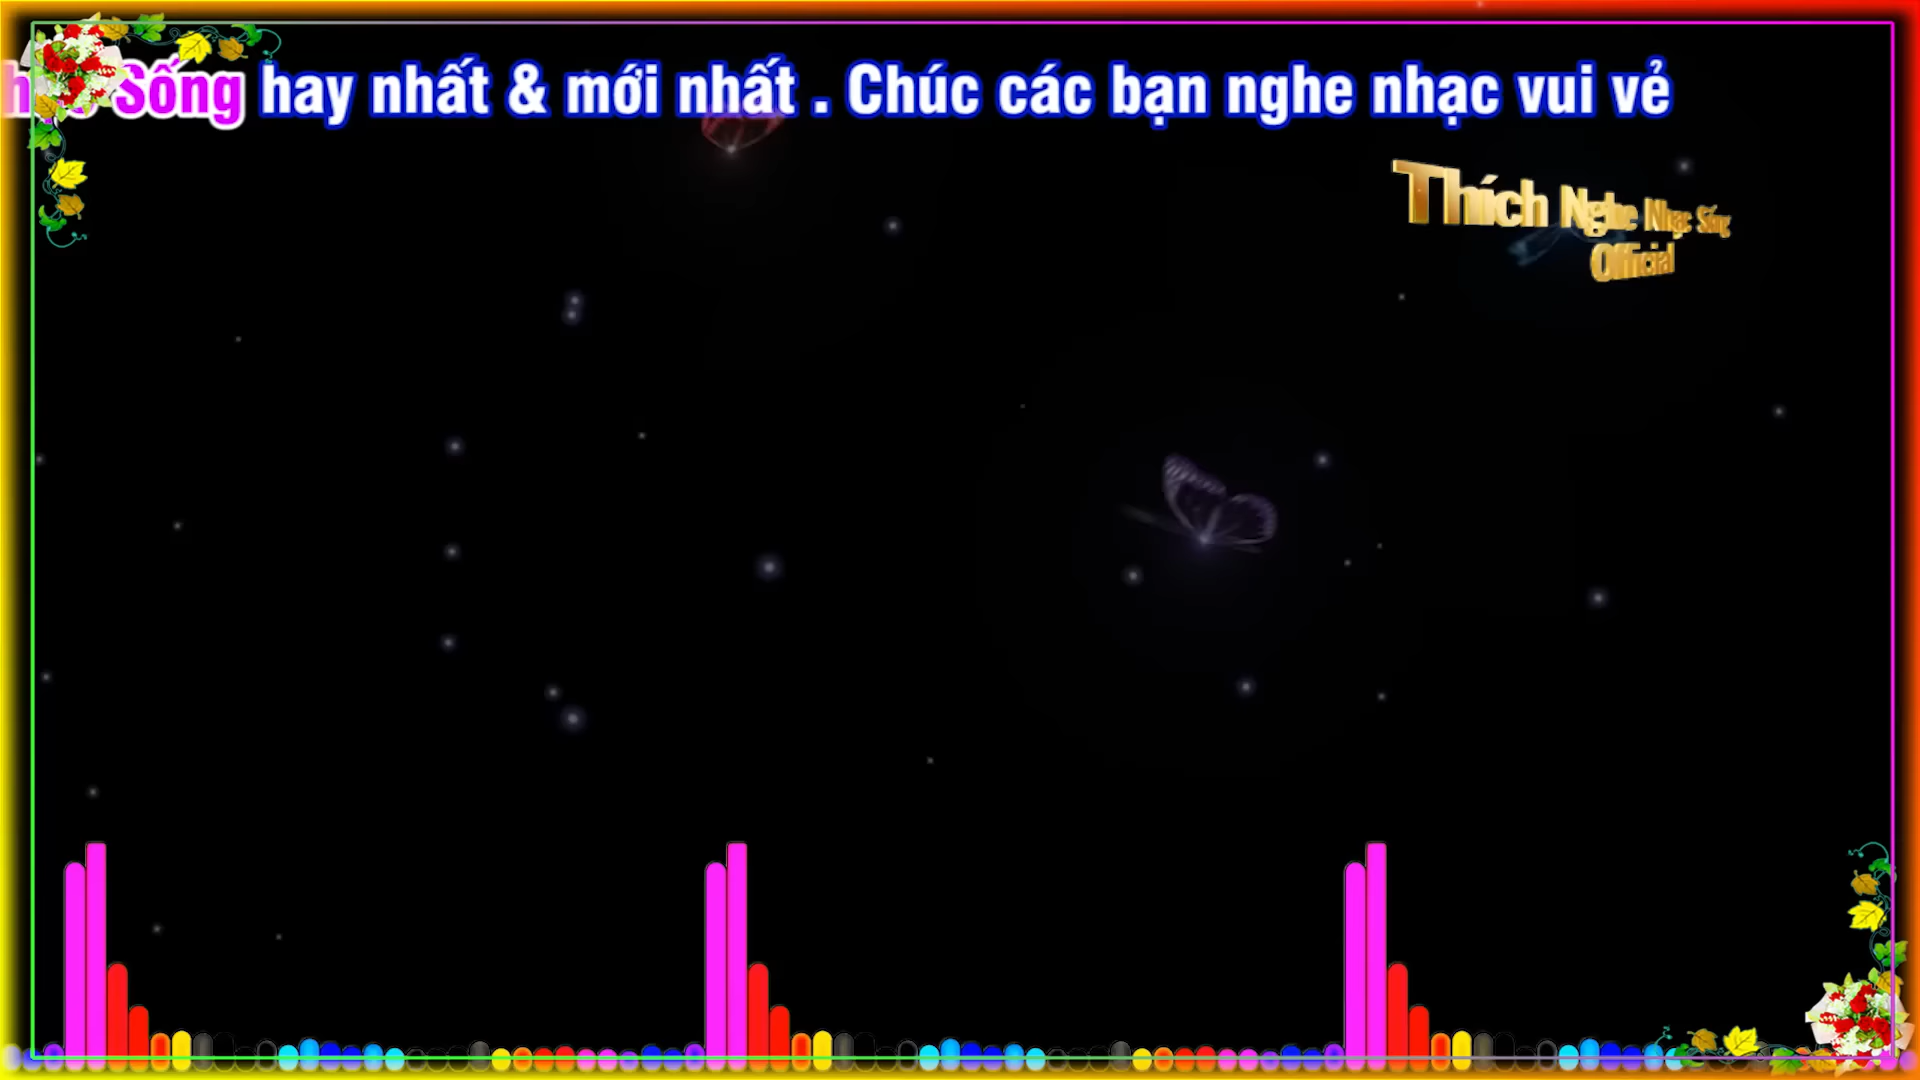 Sống hay nhất & mới nhất . Chúc các bạn nghe nhạc vui vẻ
Thích Nghe Nhạc Sống
Official